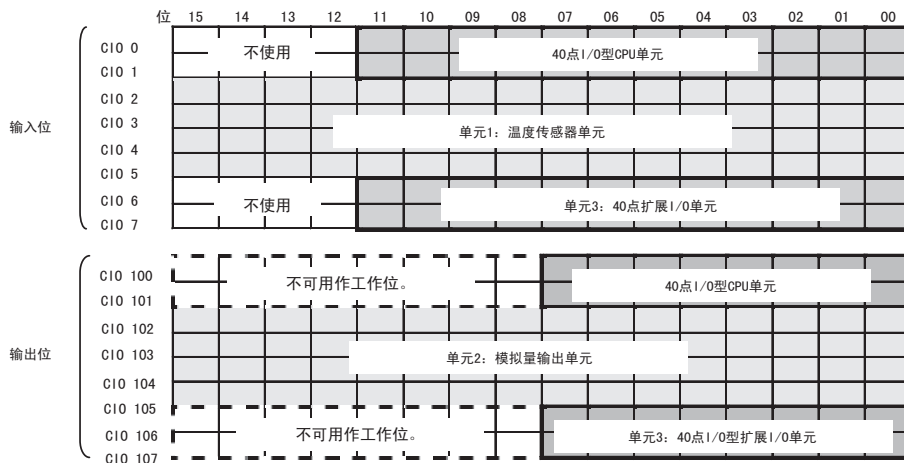 位 15 14 13 12 11 10 09 08 07 06 05 04 03 02 01 00
CIO 0
不使用
40点I/O型CPU单元
CIO 1
CIO 2
输入位
CIO 3
单元1：温度传感器单元
CIO 4
CIO 5
CIO 6
不使用
单元3：40点扩展I/O单元
CIO 7
CIO 100
不可用作工作位。
40点I/O型CPU单元
CIO 101
CIO 102
输出位
CIO 103
单元2：模拟量输出单元
CIO 104
CIO 105
CIO 106
不可用作工作位。
单元3：40点I/O型扩展I/O单元
CIO 107